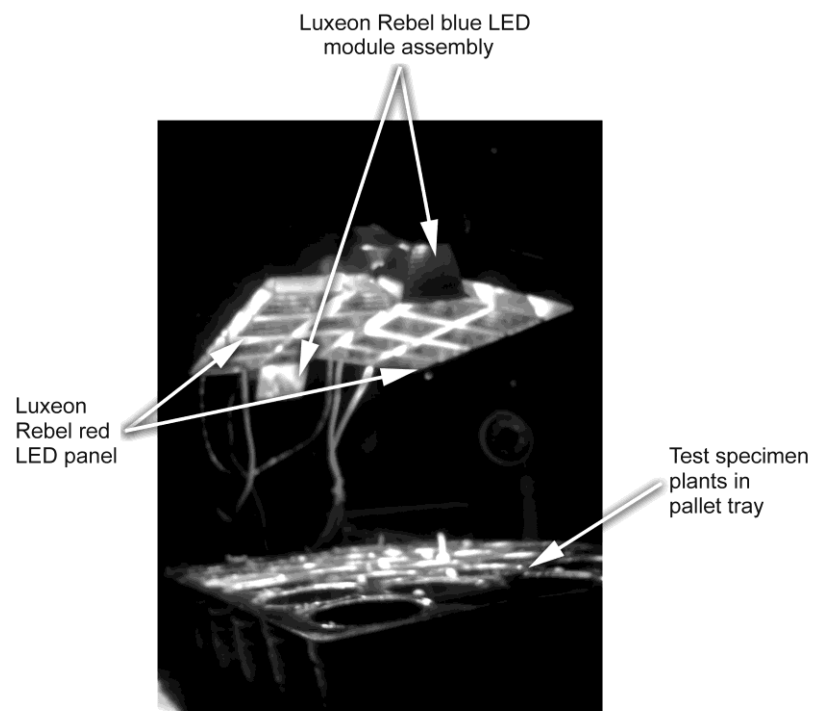 Luxeon Rebel blue LED
module assembly
Luxeon
Rebel red
LED panel
Test specimen
plants in
pallet tray